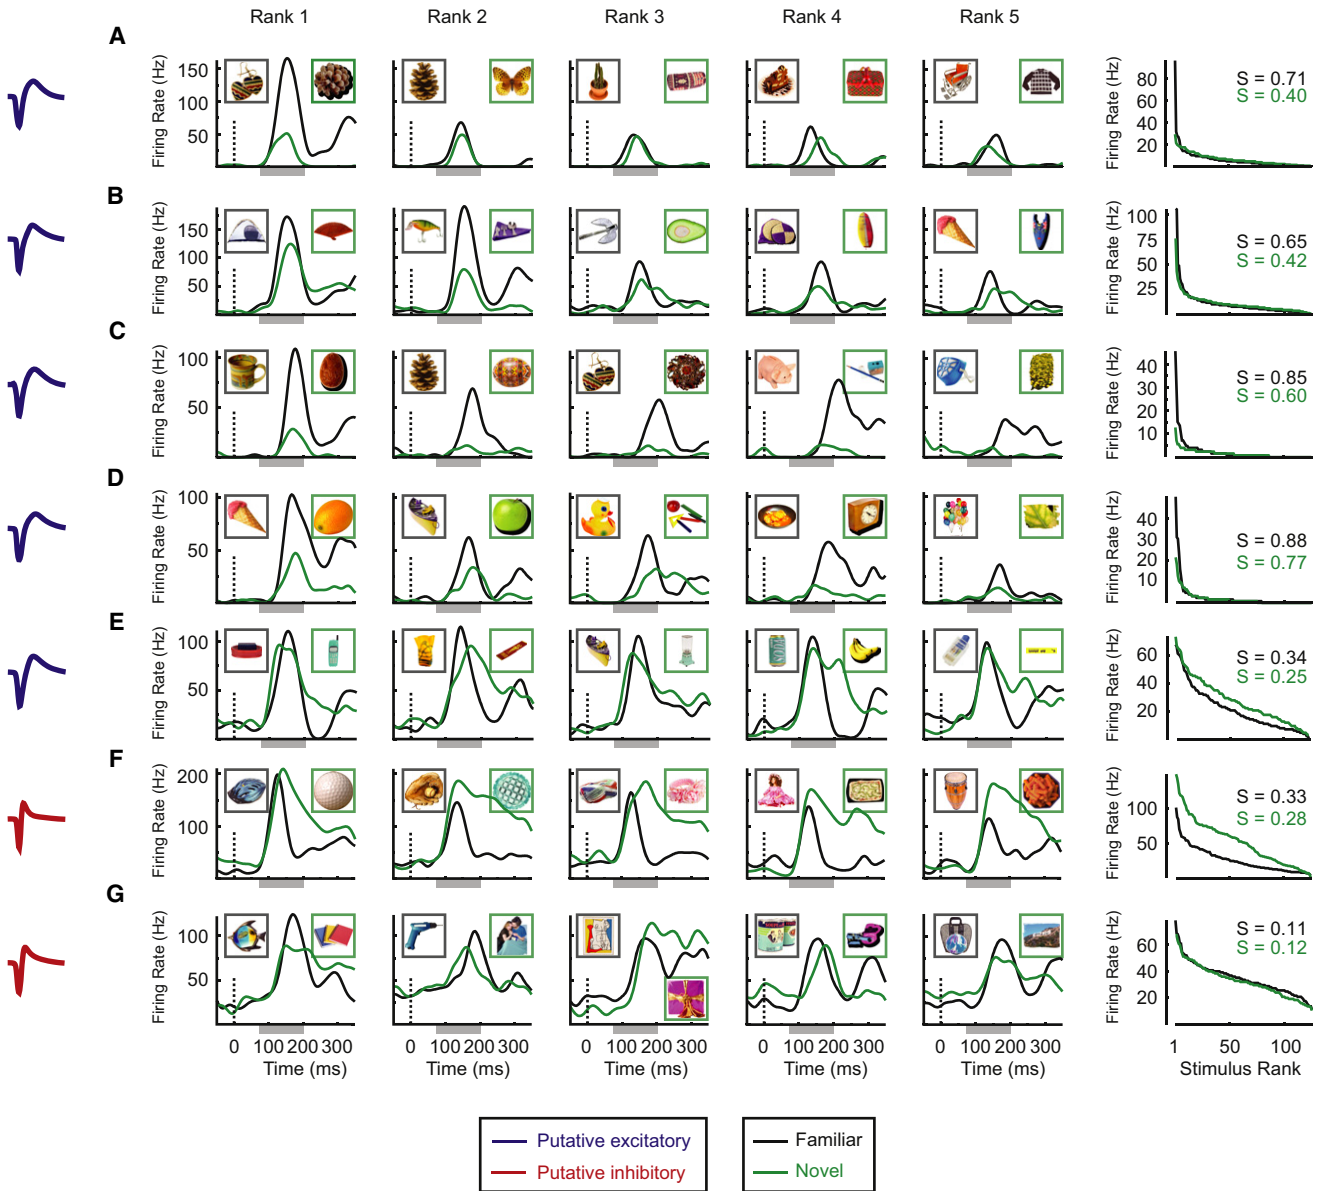 Rank 1 Rank 2 Rank 3 Rank 4 Rank 5
A
Firing Rate (Hz)
150
100
50
Firing Rate (Hz)
80
60
40
20
S = 0.71
S = 0.40
B
Firing Rate (Hz)
150
100
50
Firing Rate (Hz)
100
75
50
25
S = 0.65
S = 0.42
C
Firing Rate (Hz)
100
50
Firing Rate (Hz)
40
30
20
10
S = 0.85
S = 0.60
D
Firing Rate (Hz)
100
50
Firing Rate (Hz)
40
30
20
10
S = 0.88
S = 0.77
E
Firing Rate (Hz)
100
50
Firing Rate (Hz)
60
40
20
S = 0.34
S = 0.25
F
Firing Rate (Hz)
200
100
Firing Rate (Hz)
100
50
S = 0.33
S = 0.28
G
Firing Rate (Hz)
100
50
Firing Rate (Hz)
60
40
20
S = 0.11
S = 0.12
0 100 200 300 0 100 200 300 0 100 200 300 0 100 200 300 0 100 200 300 1 50 100
Time (ms) Time (ms) Time (ms) Time (ms) Time (ms) Stimulus Rank
Putative excitatory
Putative inhibitory
Familiar
Novel